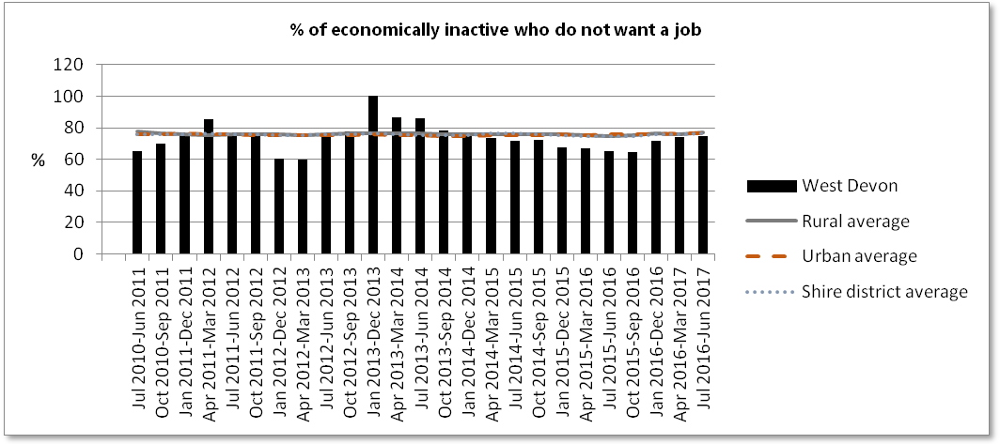 % of economically inactive who do not want a job
120
100
80
60
40
20
0
%
Jul 2010-Jun 2011
Oct 2010-Sep 2011
Jan 2011-Dec 2011
Apr 2011-Mar 2012
Jul 2011-Jun 2012
Oct 2011-Sep 2012
Jan 2012-Dec 2012
Apr 2012-Mar 2013
Jul 2012-Jun 2013
Oct 2012-Sep 2013
Jan 2013-Dec 2013
Apr 2013-Mar 2014
Jul 2013-Jun 2014
Oct 2013-Sep 2014
Jan 2014-Dec 2014
Apr 2014-Mar 2015
Jul 2014-Jun 2015
Oct 2014-Sep 2015
Jan 2015-Dec 2015
Apr 2015-Mar 2016
Jul 2015-Jun 2016
Oct 2015-Sep 2016
Jan 2016-Dec 2016
Apr 2016-Mar 2017
Jul 2016-Jun 2017
West Devon
Rural average
Urban average
Shire district average